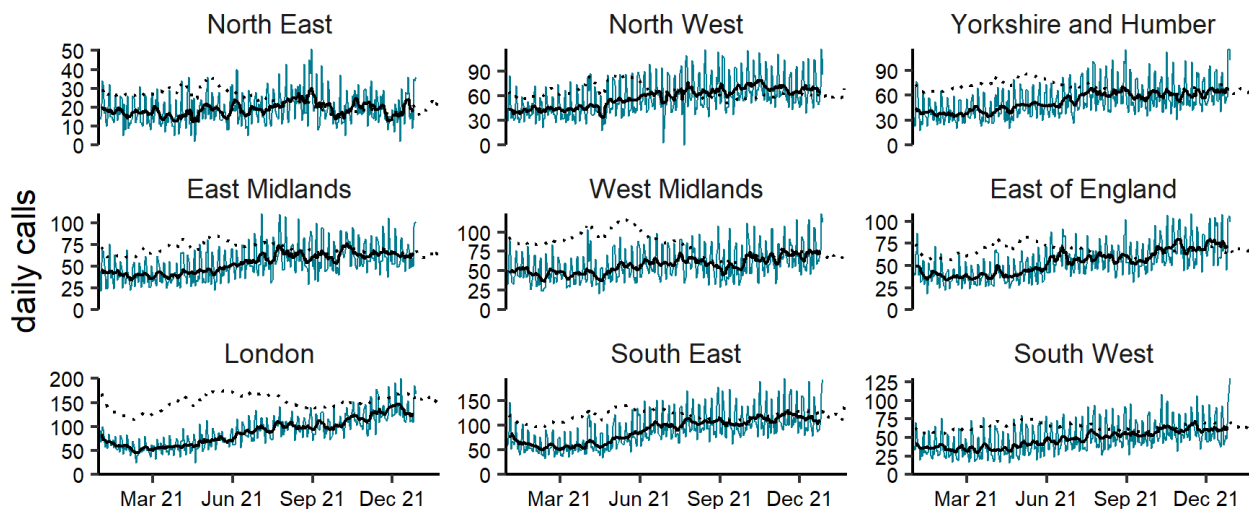 North East North West Yorkshire and Humber
50 40 30 20 10 0
90 60 30 0
90 60 30 0
East Midlands West Midlands East of England
daily calls
100 75 50 25 0
100 75 50 25 0
100 75 50 25 0
London South East South West
200 150 100 50 0
150 100 50 0
125 100 75 50 25 0
Mar 21 Jun 21 Sep 21 Dec 21 Mar 21 Jun 21 Sep 21 Dec 21 Mar 21 Jun 21 Sep 21 Dec 21